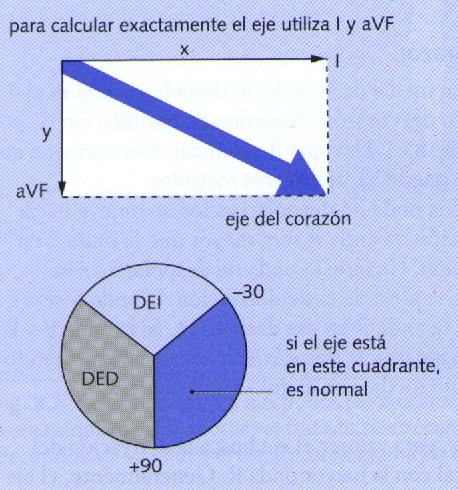 para calcular exactamente el eje utiliza I y aVF
x
I
y
aVF
eje del corazón
DEI
−30
DED
si el eje está
en este cuadrante,
es normal
+90